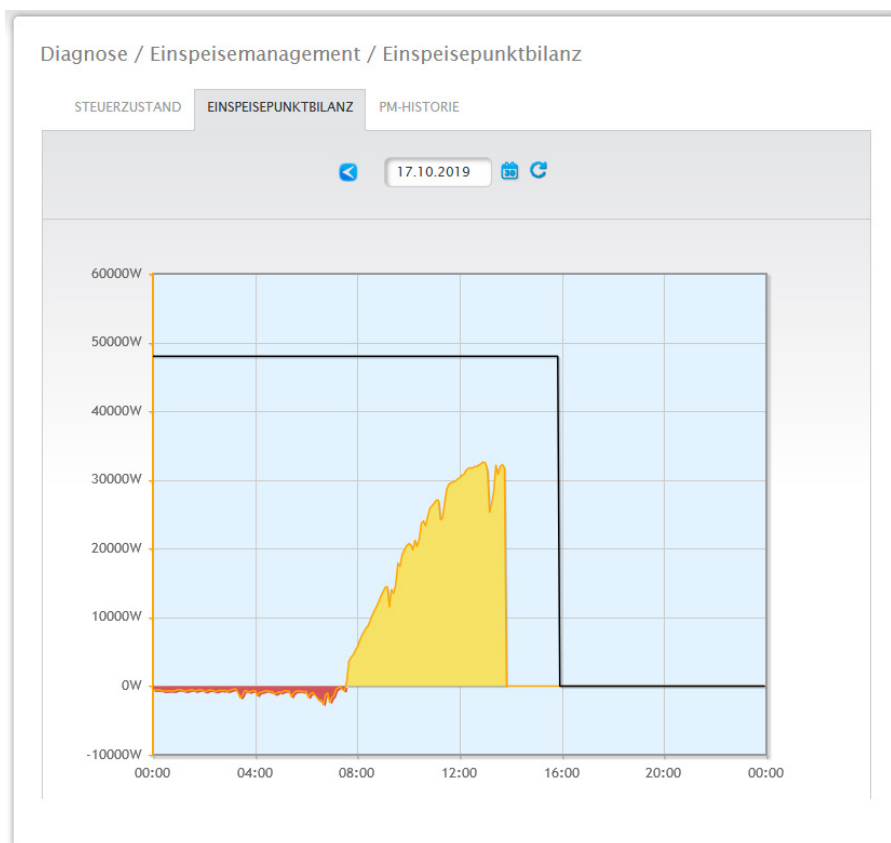 Diagnose / Einspeisemanagement / Einspeisepunktbilanz
STEUERZUSTAND EINSPEISEPUNKTBILANZ PM-HISTORIE
17.10.2019 30
60000W
50000W
40000W
30000W
20000W
10000W
0W
-10000W
00:00 04:00 08:00 12:00 16:00 20:00 00:00